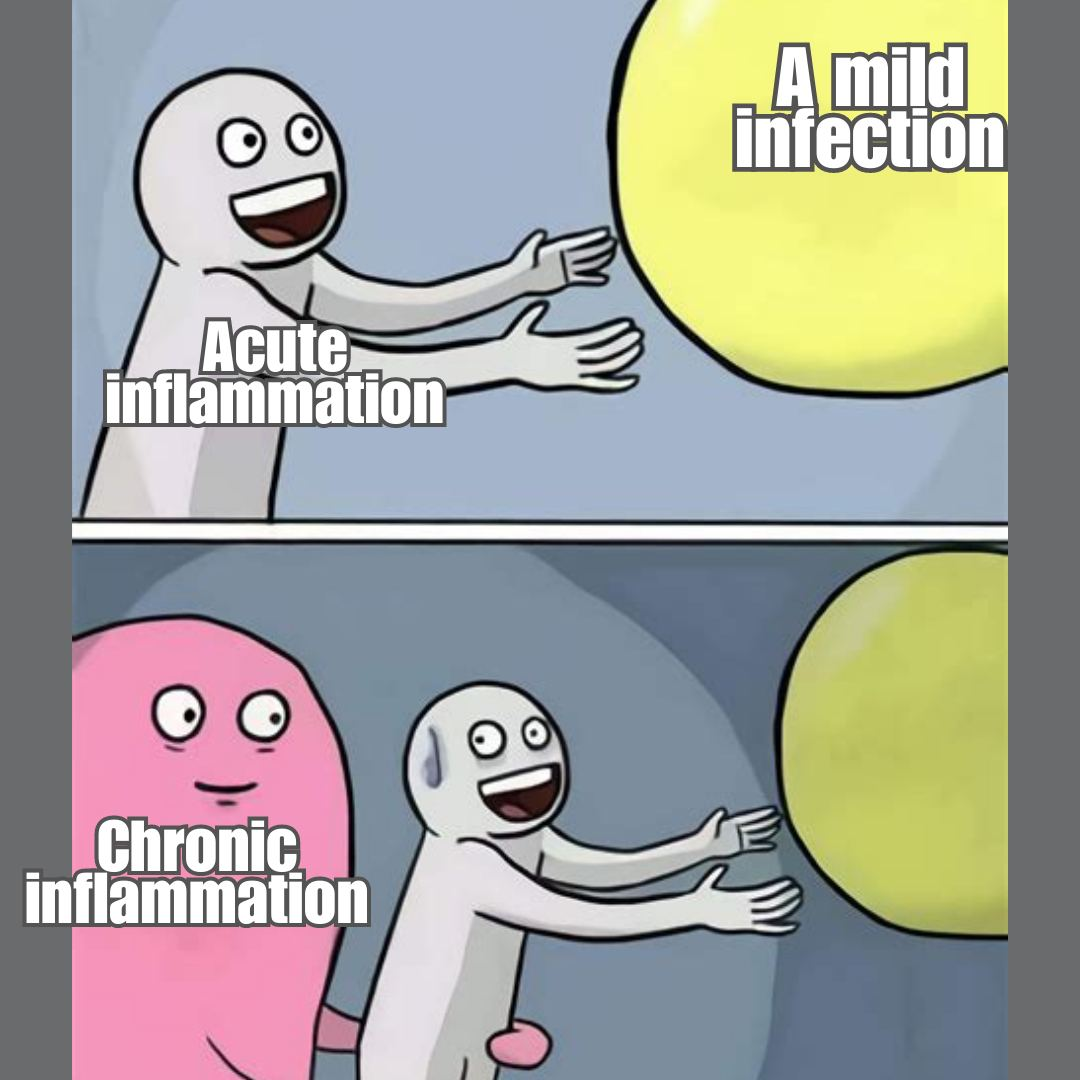 A mild
infection
Acute
inflammation
Chronic
inflammation